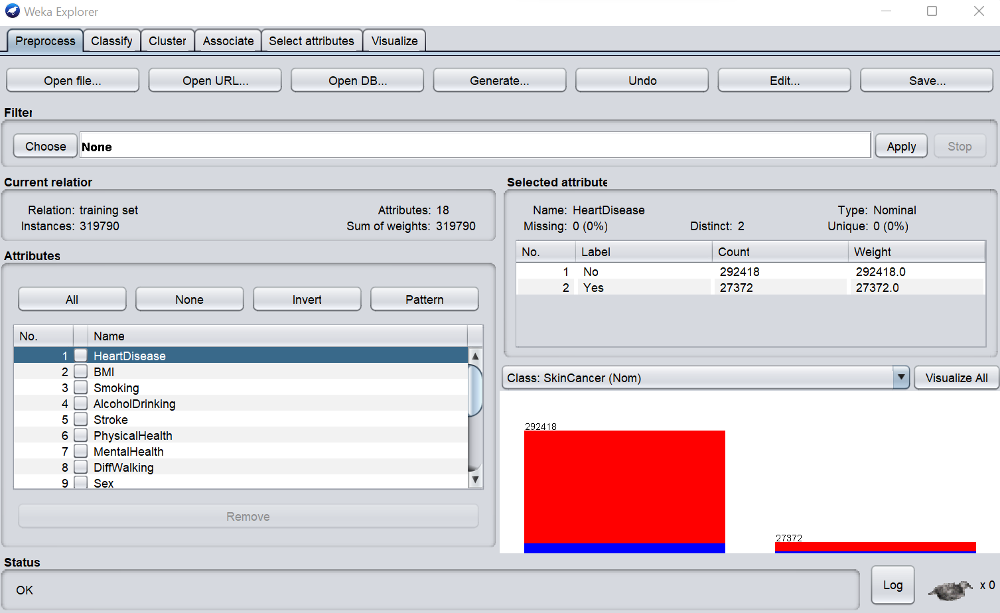 Weka Explorer
Preprocess Classify Cluster Associate Select attributes Visualize
Open file... Open URL... Open DB... Generate... Undo Edit... Save...
Filter
Choose None Apply Stop
Current relatior
Relation: training set Attributes: 18
Instances: 319790 Sum of weights: 319790
Attributes
All None Invert Pattern
No. Name
1 HeartDisease
2 BMI
3 Smoking
4 AlcoholDrinking
5 Stroke
6 PhysicalHealth
7 MentalHealth
8 DiffWalking
9 Sex
Remove
Selected attribute
Name: HeartDisease Type: Nominal
Missing: 0 (0%) Distinct: 2 Unique: 0 (0%)
No. Label Count Weight
1 No 292418 292418.0
2 Yes 27372 27372.0
Class: SkinCancer (Nom) Visualize All
292418
27372
Status
OK
Log x 0